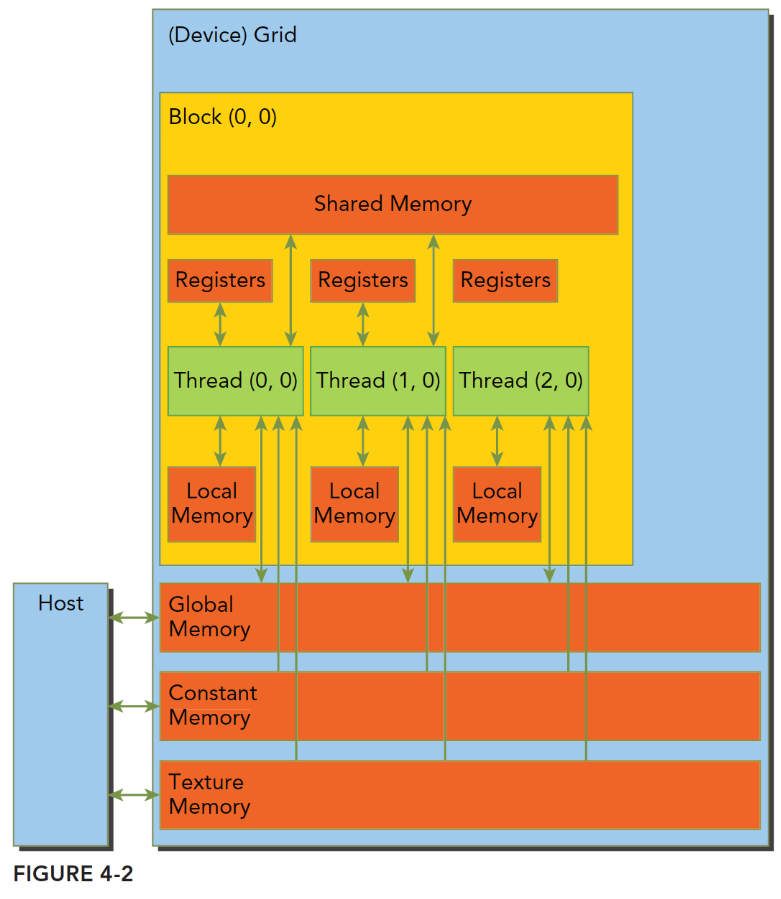 (Device) Grid
Block (0, 0)
Shared Memory
Registers
Registers
Registers
Thread (0, 0)
Thread (1, 0)
Thread (2, 0)
Local
Memory
Local
Memory
Local
Memory
Host
Global
Memory
Constant
Memory
Texture
Memory
FIGURE 4-2